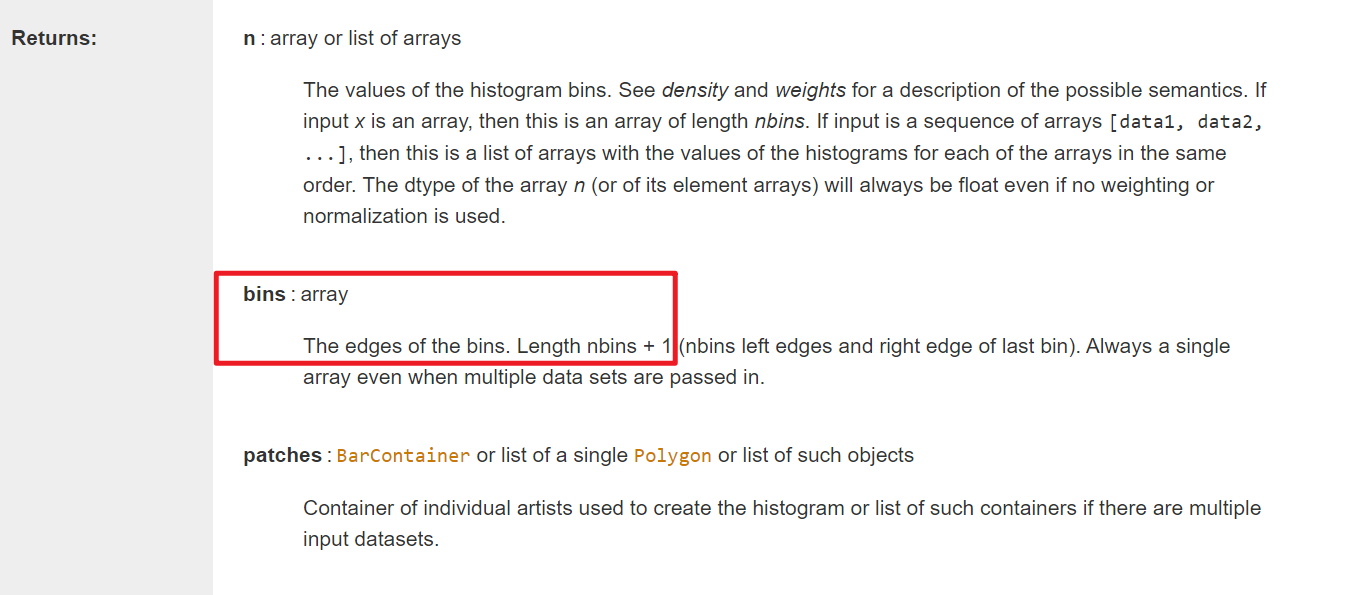 Returns:
n : array or list of arrays
The values of the histogram bins. See density and weights for a description of the possible semantics. If
input x is an array, then this is an array of length nbins. If input is a sequence of arrays [data1, data2,
...], then this is a list of arrays with the values of the histograms for each of the arrays in the same
order. The dtype of the array n (or of its element arrays) will always be float even if no weighting or
normalization is used.
bins : array
The edges of the bins. Length nbins + 1 (nbins left edges and right edge of last bin). Always a single
array even when multiple data sets are passed in.
patches : BarContainer or list of a single Polygon or list of such objects
Container of individual artists used to create the histogram or list of such containers if there are multiple
input datasets.